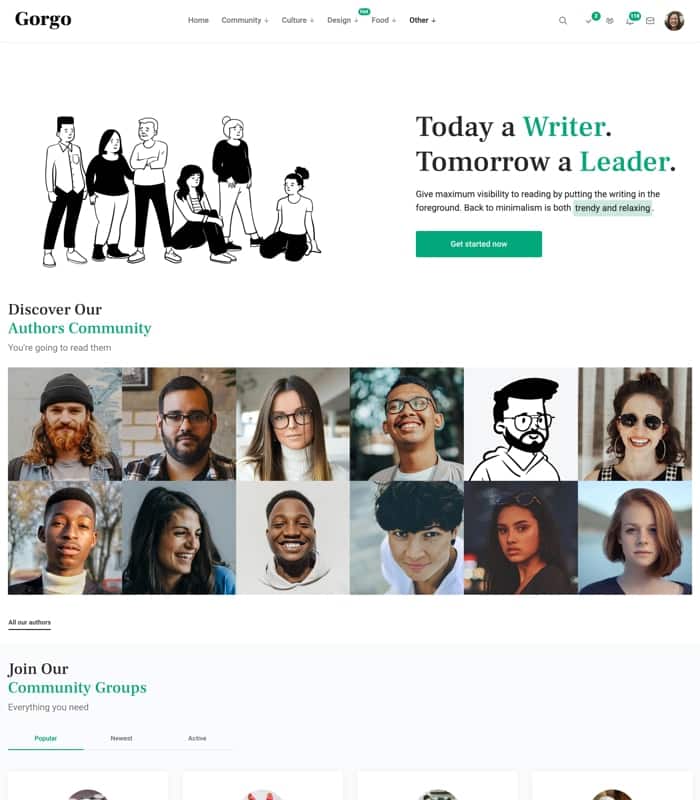 Gorgo
Home Community Culture Design Food Other
2
118
Today a Writer.
Tomorrow a Leader.
Give maximum visibility to reading by putting the writing in the
foreground. Back to minimalism is both trendy and relaxing.
Get started now
Discover Our
Authors Community
You're going to read them
All our authors
Join Our
Community Groups
Everything you need
Popular Newest Active